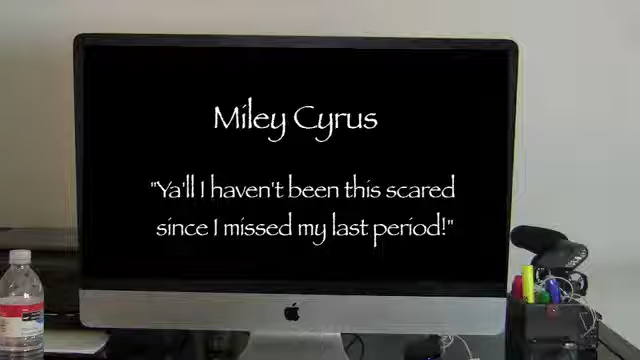 Miley Cyrus
"Ya'll I haven't been this scared
since I missed my last period!"